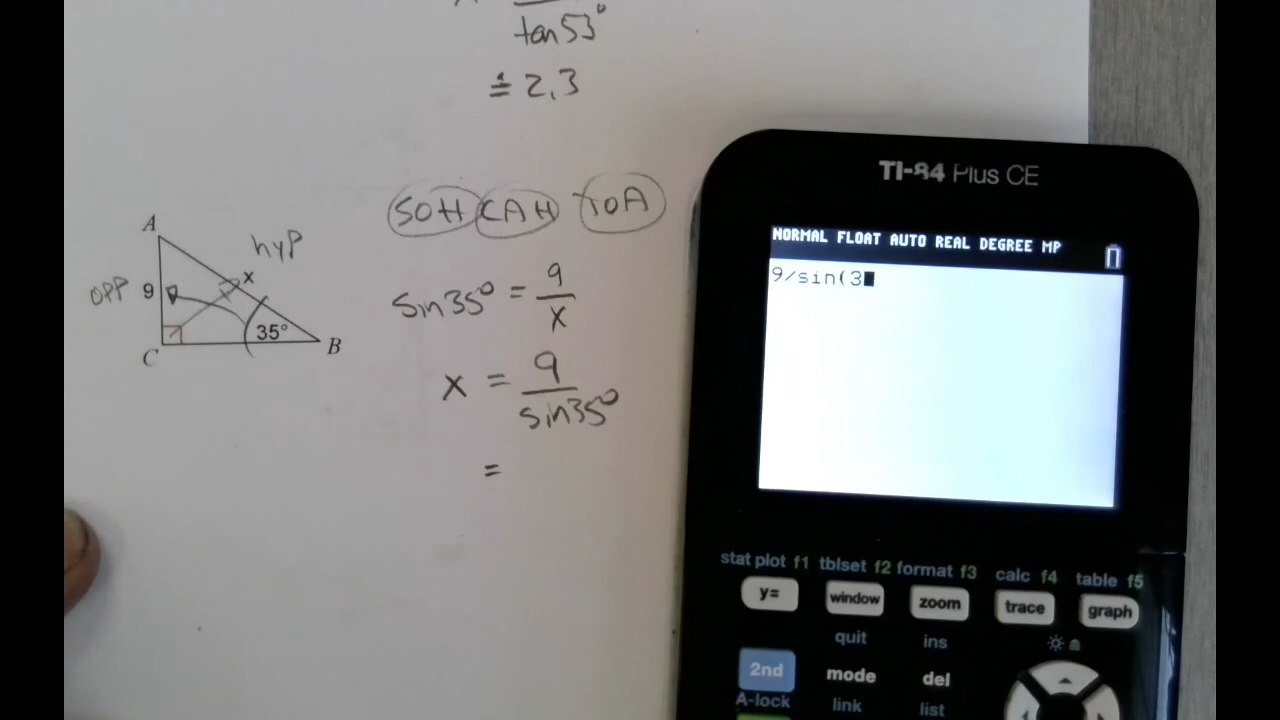 tan53°
≐ 2.3
SOH CAH TOA
A
hyp
x
opp 9
35°
C
B
sin35° = 9/x
x = 9/sin35°
=
TI-84 Plus CE
NORMAL FLOAT AUTO REAL DEGREE MP
9/sin(3
stat plot f1 tblset f2 format f3 calc f4 table f5
y= window zoom trace graph
quit ins
2nd mode del
A-lock link list